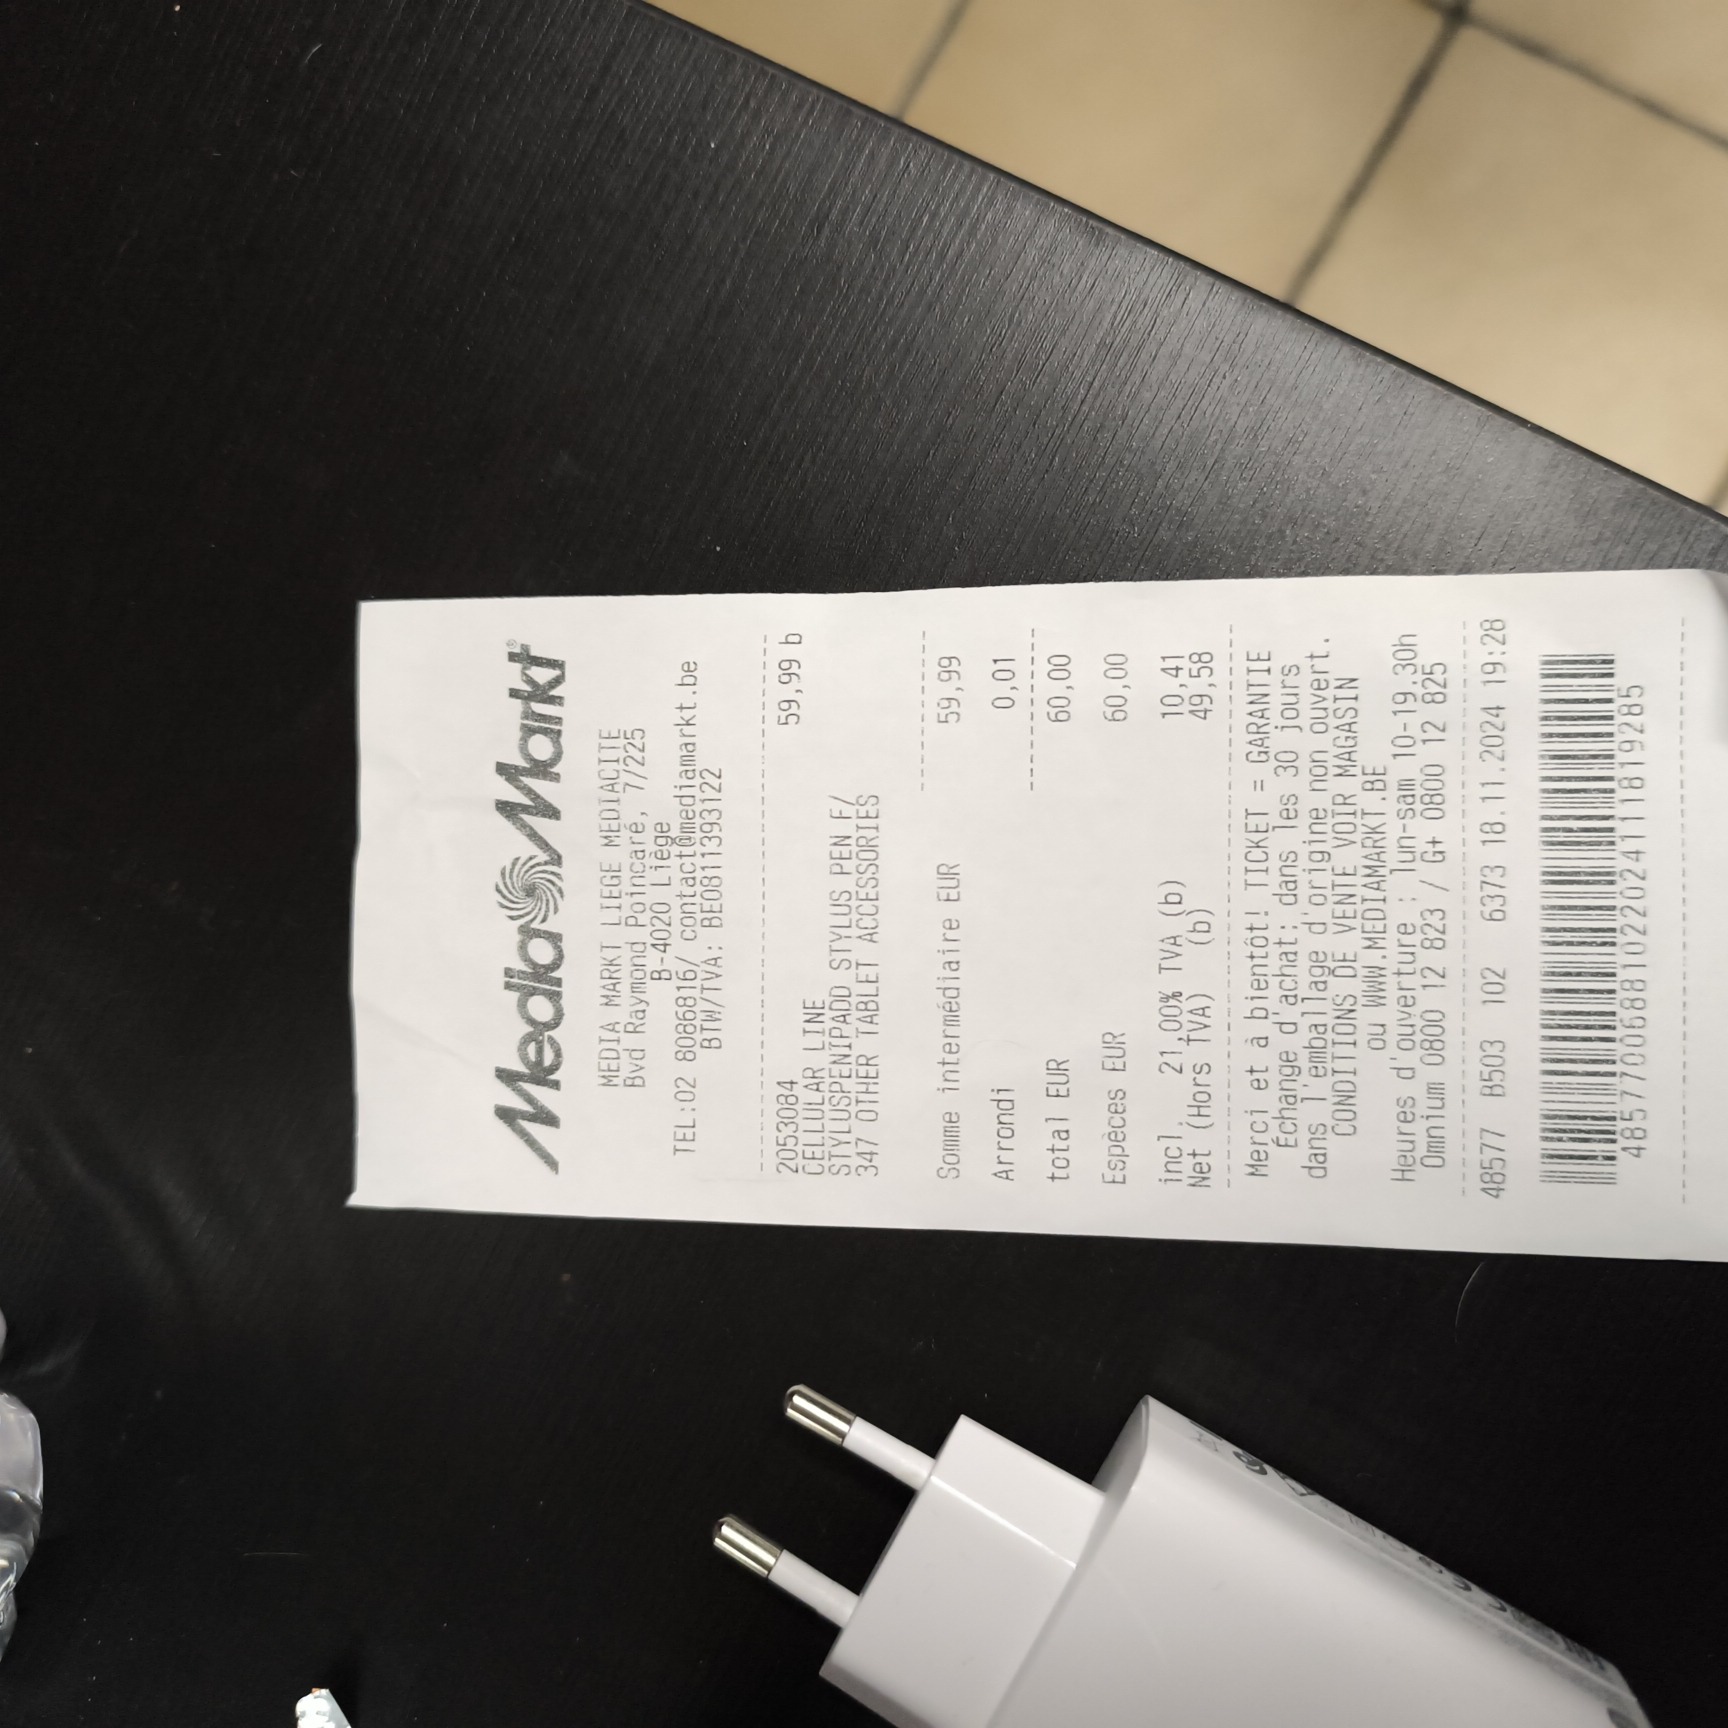 MediaMarkt®
MEDIA MARKT LIEGE MEDIACITE
Bvd Raymond Poincaré, 7/225
B-4020 Liège
TEL:02 8086816/ contact@mediamarkt.be
BTW/TVA: BE0811393122
2053084 59,99 b
CELLULAR LINE
STYLUSPENIPADD STYLUS PEN F/
347 OTHER TABLET ACCESSORIES
Somme intermédiaire EUR 59,99
Arrondi 0,01
total EUR 60,00
Espèces EUR 60,00
incl. 21,00% TVA (b) 10,41
Net (Hors TVA) (b) 49,58
Merci et à bientôt! TICKET = GARANTIE
Échange d'achat: dans les 30 jours
dans l'emballage d'origine non ouvert.
CONDITIONS DE VENTE VOIR MAGASIN
ou WWW.MEDIAMARKT.BE
Heures d'ouverture : lun-sam 10-19.30h
Omnium 0800 12 823 / G+ 0800 12 825
48577 B503 102 6373 18.11.2024 19:28
48577006881022024111819285